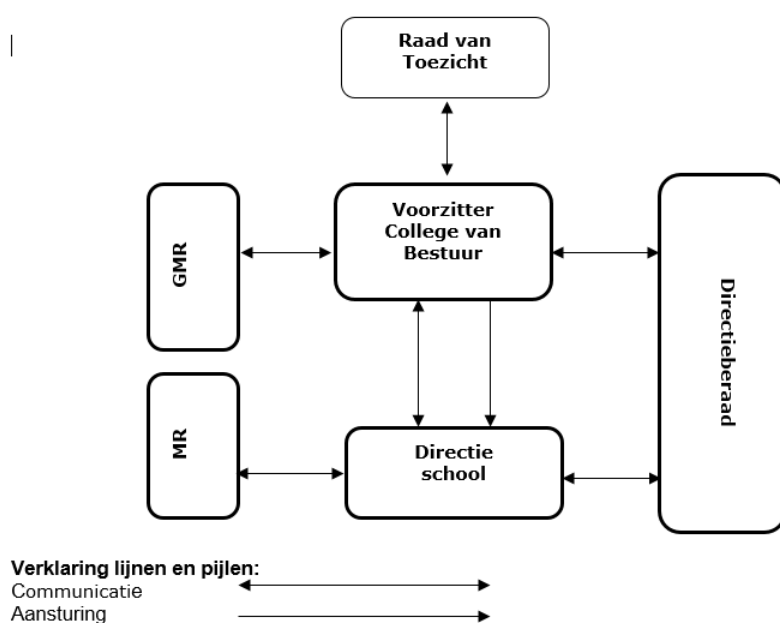 Raad van
Toezicht
Voorzitter
College van
Bestuur
GMR
Directieberaad
MR
Directie
school
Verklaring lijnen en pijlen:
Communicatie
Aansturing